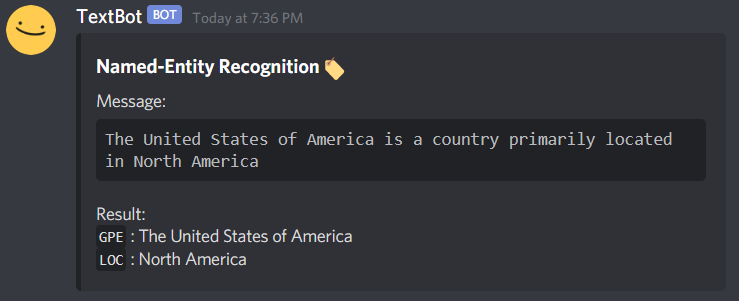 TextBot BOT Today at 7:36 PM
Named-Entity Recognition
Message:
The United States of America is a country primarily located
in North America
Result:
GPE : The United States of America
LOC : North America